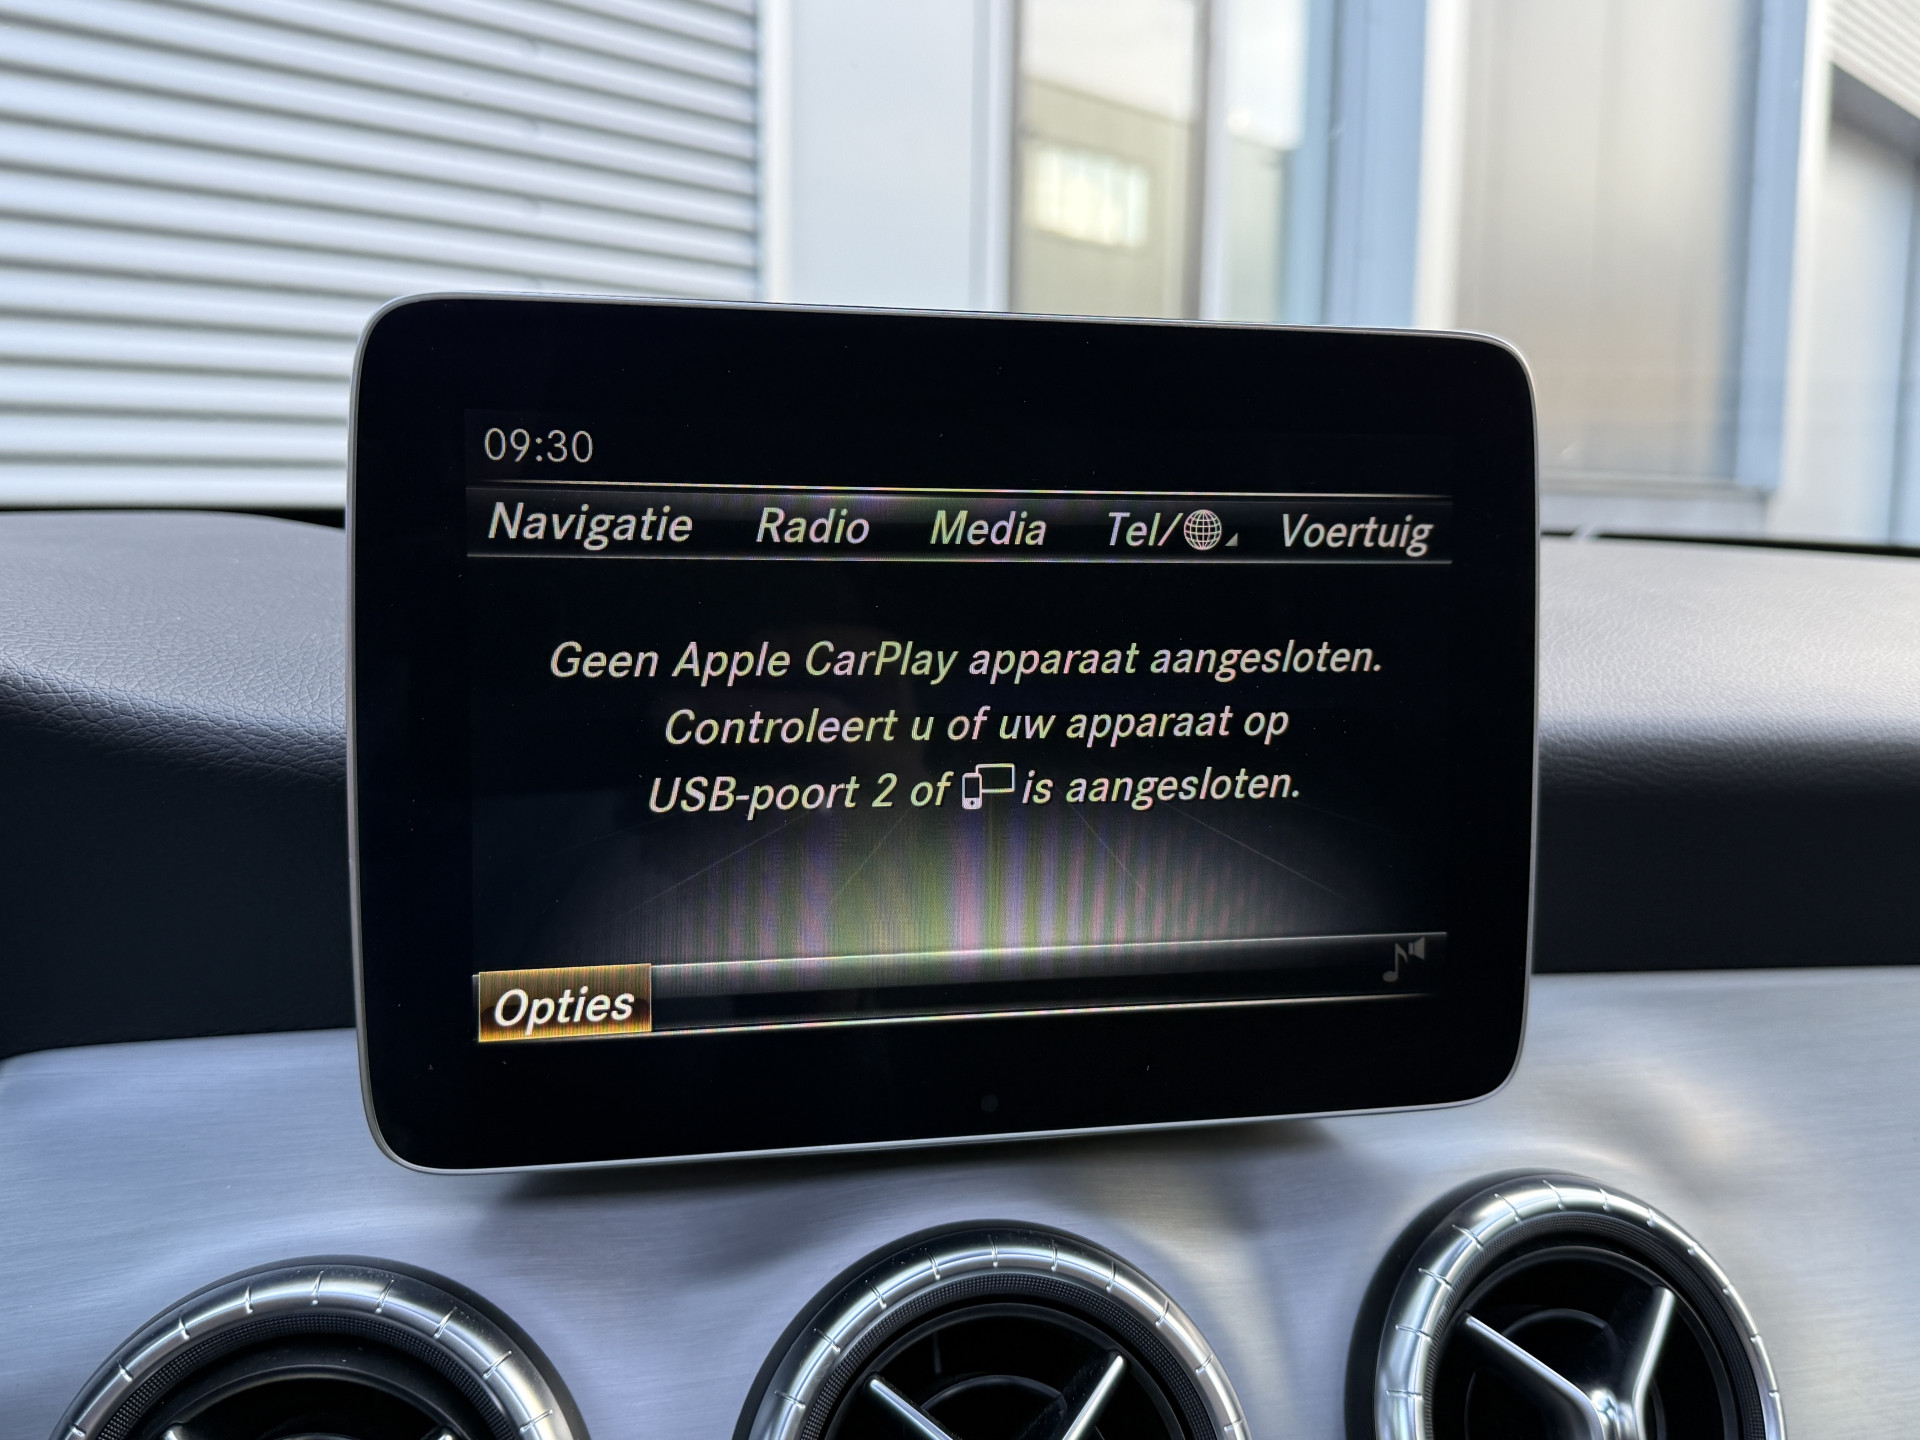 09:30
Navigatie Radio Media Tel/ Voertuig
Geen Apple CarPlay apparaat aangesloten.
Controleert u of uw apparaat op
USB-poort 2 of is aangesloten.
Opties